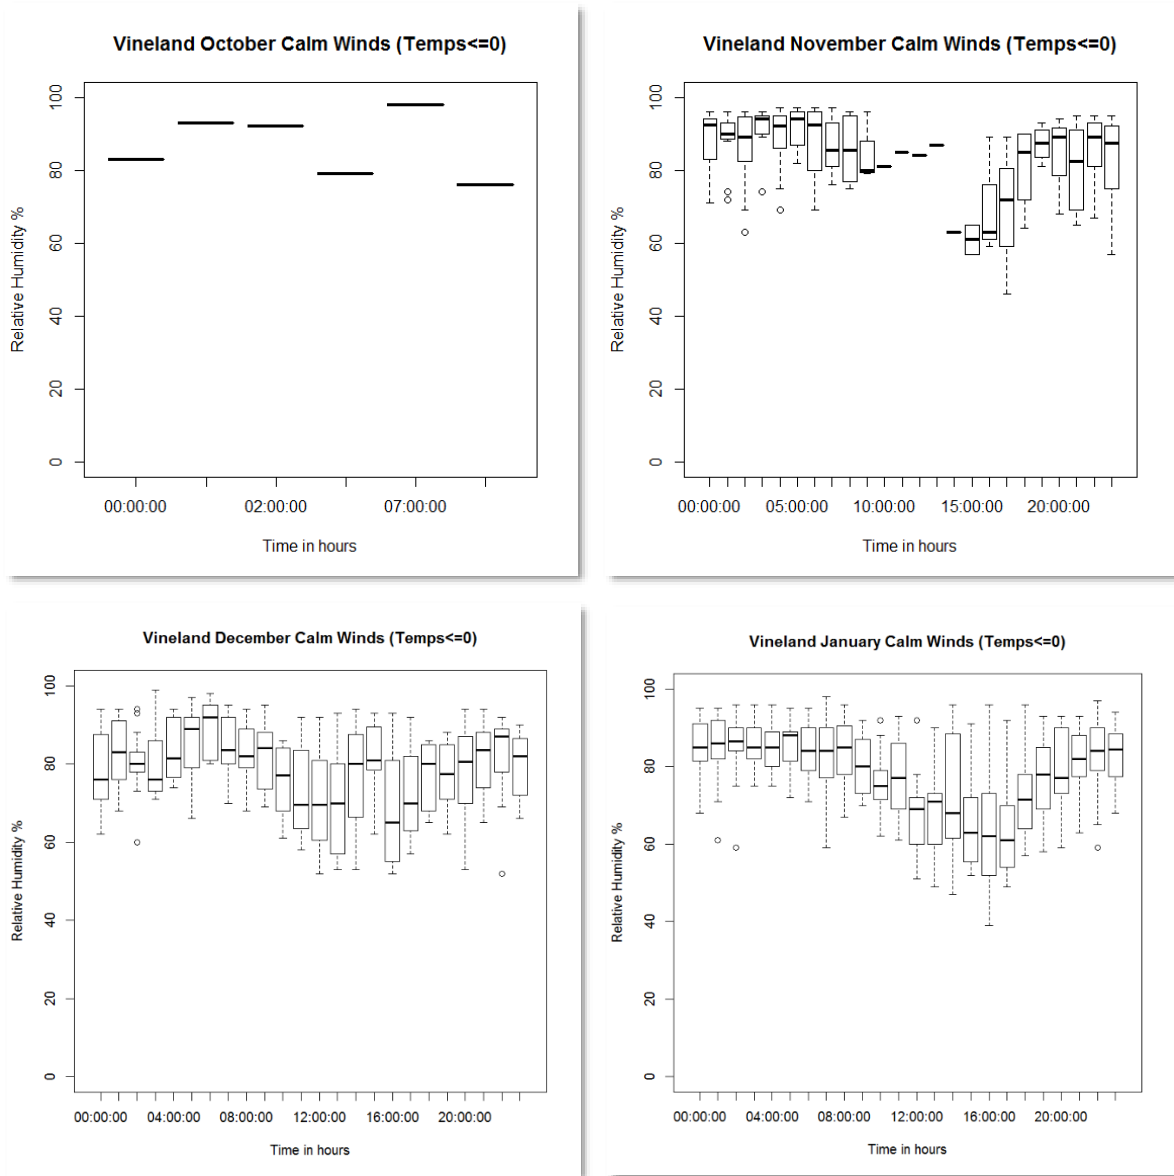 Vineland October Calm Winds (Temps<=0)
Relative Humidity %
100
80
60
40
20
0
00:00:00 02:00:00 07:00:00
Time in hours
Vineland November Calm Winds (Temps<=0)
Relative Humidity %
100
80
60
40
20
0
00:00:00 05:00:00 10:00:00 15:00:00 20:00:00
Time in hours
Vineland December Calm Winds (Temps<=0)
Relative Humidity %
100
80
60
40
20
0
00:00:00 04:00:00 08:00:00 12:00:00 16:00:00 20:00:00
Time in hours
Vineland January Calm Winds (Temps<=0)
Relative Humidity %
100
80
60
40
20
0
00:00:00 04:00:00 08:00:00 12:00:00 16:00:00 20:00:00
Time in hours